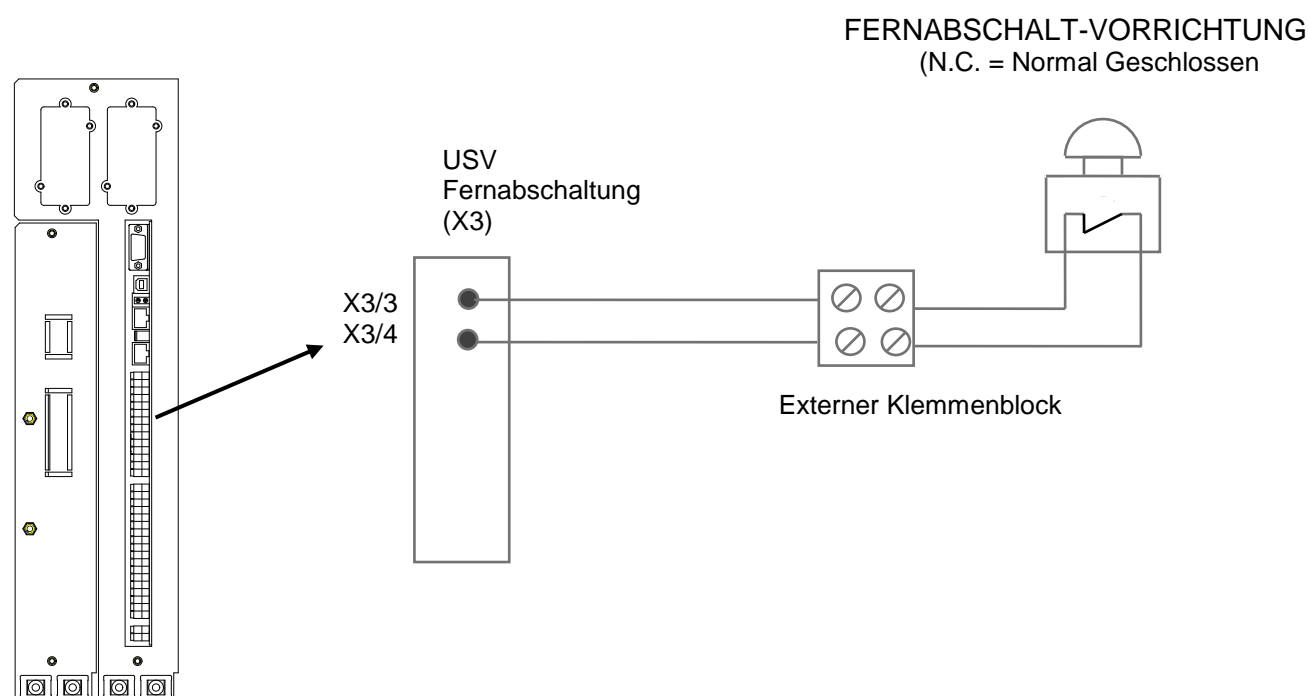 FERNABSCHALT-VORRICHTUNG
(N.C. = Normal Geschlossen
USV
Fernabschaltung
(X3)
X3/3
X3/4
Externer Klemmenblock